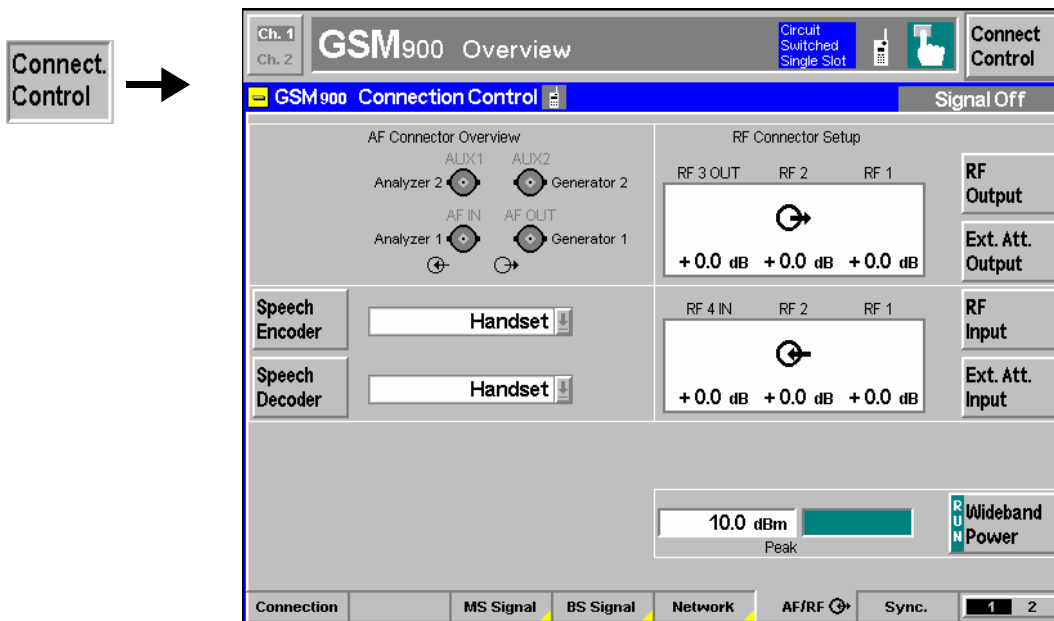 Connect.
Control
Ch. 1
Ch. 2
GSM900 Overview
Circuit
Switched
Single Slot
Connect
Control
GSM900 Connection Control
Signal Off
AF Connector Overview
AUX1 AUX2
Analyzer 2 Generator 2
AF IN AF OUT
Analyzer 1 Generator 1
RF Connector Setup
RF 3 OUT RF 2 RF 1
+ 0.0 dB + 0.0 dB + 0.0 dB
RF
Output
Ext. Att.
Output
Speech
Encoder
Handset
Speech
Decoder
Handset
RF 4 IN RF 2 RF 1
+ 0.0 dB + 0.0 dB + 0.0 dB
RF
Input
Ext. Att.
Input
10.0 dBm
Peak
RUN
Wideband
Power
Connection MS Signal BS Signal Network AF/RF Sync. 1 2